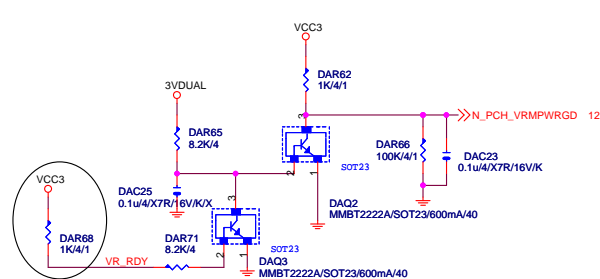 VCC3
DAR62
1K/4/1
3VDUAL
N_PCH_VRMPWRGD 12
DAR65
8.2K/4
3
DAR66
100K/4/1
DAC23
0.1u/4/X7R/16V/K
SOT23
2
1
VCC3
DAC25
0.1u/4/X7R/16V/K/X
3
DAQ2
MMBT2222A/SOT23/600mA/40
DAR68
1K/4/1
VR_RDY
DAR71
8.2K/4
2
1
SOT23
DAQ3
MMBT2222A/SOT23/600mA/40